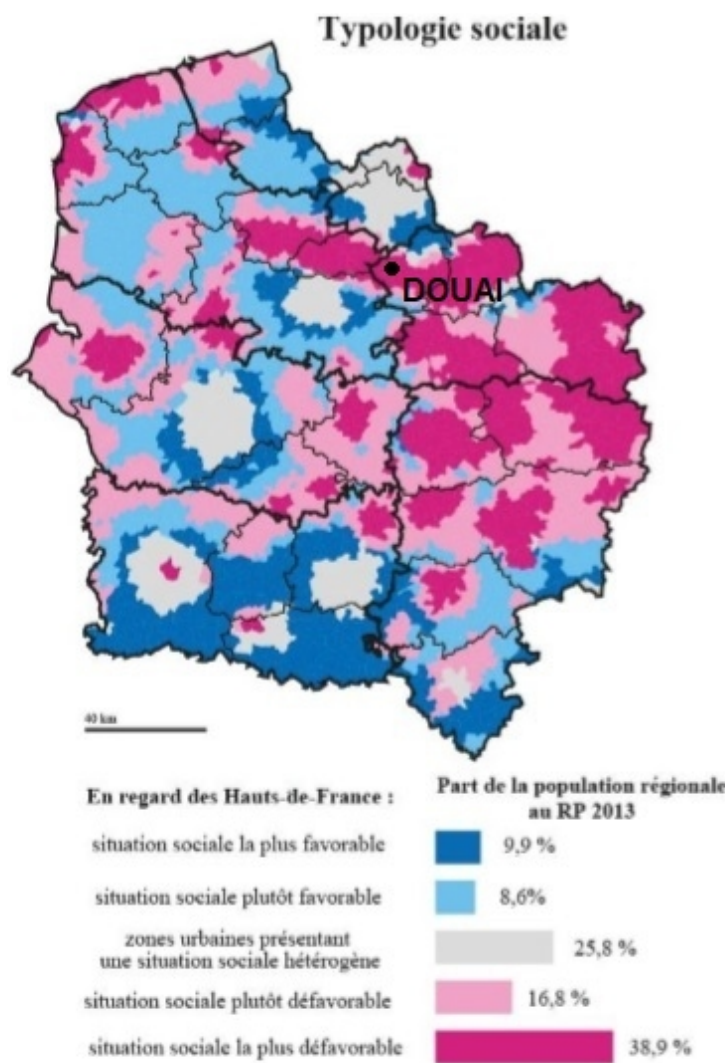 Typologie sociale
DOUAI
40 km
En regard des Hauts-de-France :
Part de la population régionale
au RP 2013
situation sociale la plus favorable
9,9 %
situation sociale plutôt favorable
8,6%
zones urbaines présentant
une situation sociale hétérogène
25,8 %
situation sociale plutôt défavorable
16,8 %
situation sociale la plus défavorable
38,9 %